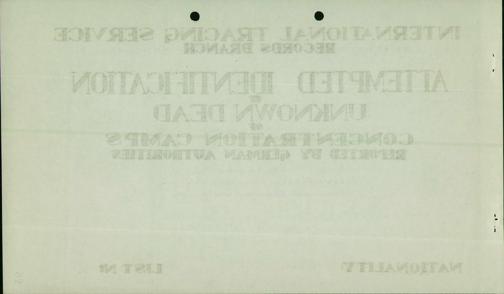 INTERNATIONAL TRACING SERVICE
RECORDS BRANCH
ATTEMPTED IDENTIFICATION
OF
UNKNOWN DEAD
OF
CONCENTRATION CAMPS
REPORTED BY GERMAN AUTHORITIES
NATIONALITY
LIST Nº